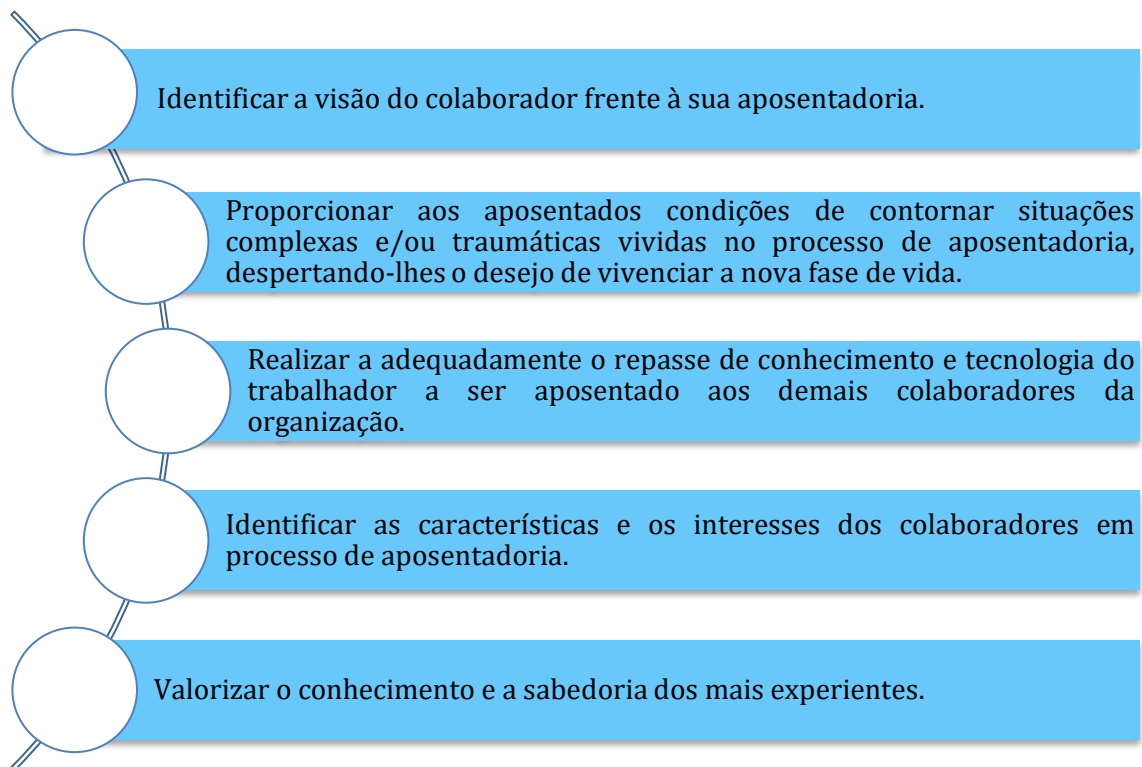 Identificar a visão do colaborador frente à sua aposentadoria.
Proporcionar aos aposentados condições de contornar situações
complexas e/ou traumáticas vividas no processo de aposentadoria,
despertando-lhes o desejo de vivenciar a nova fase de vida.
Realizar a adequadamente o repasse de conhecimento e tecnologia do
trabalhador a ser aposentado aos demais colaboradores da
organização.
Identificar as características e os interesses dos colaboradores em
processo de aposentadoria.
Valorizar o conhecimento e a sabedoria dos mais experientes.